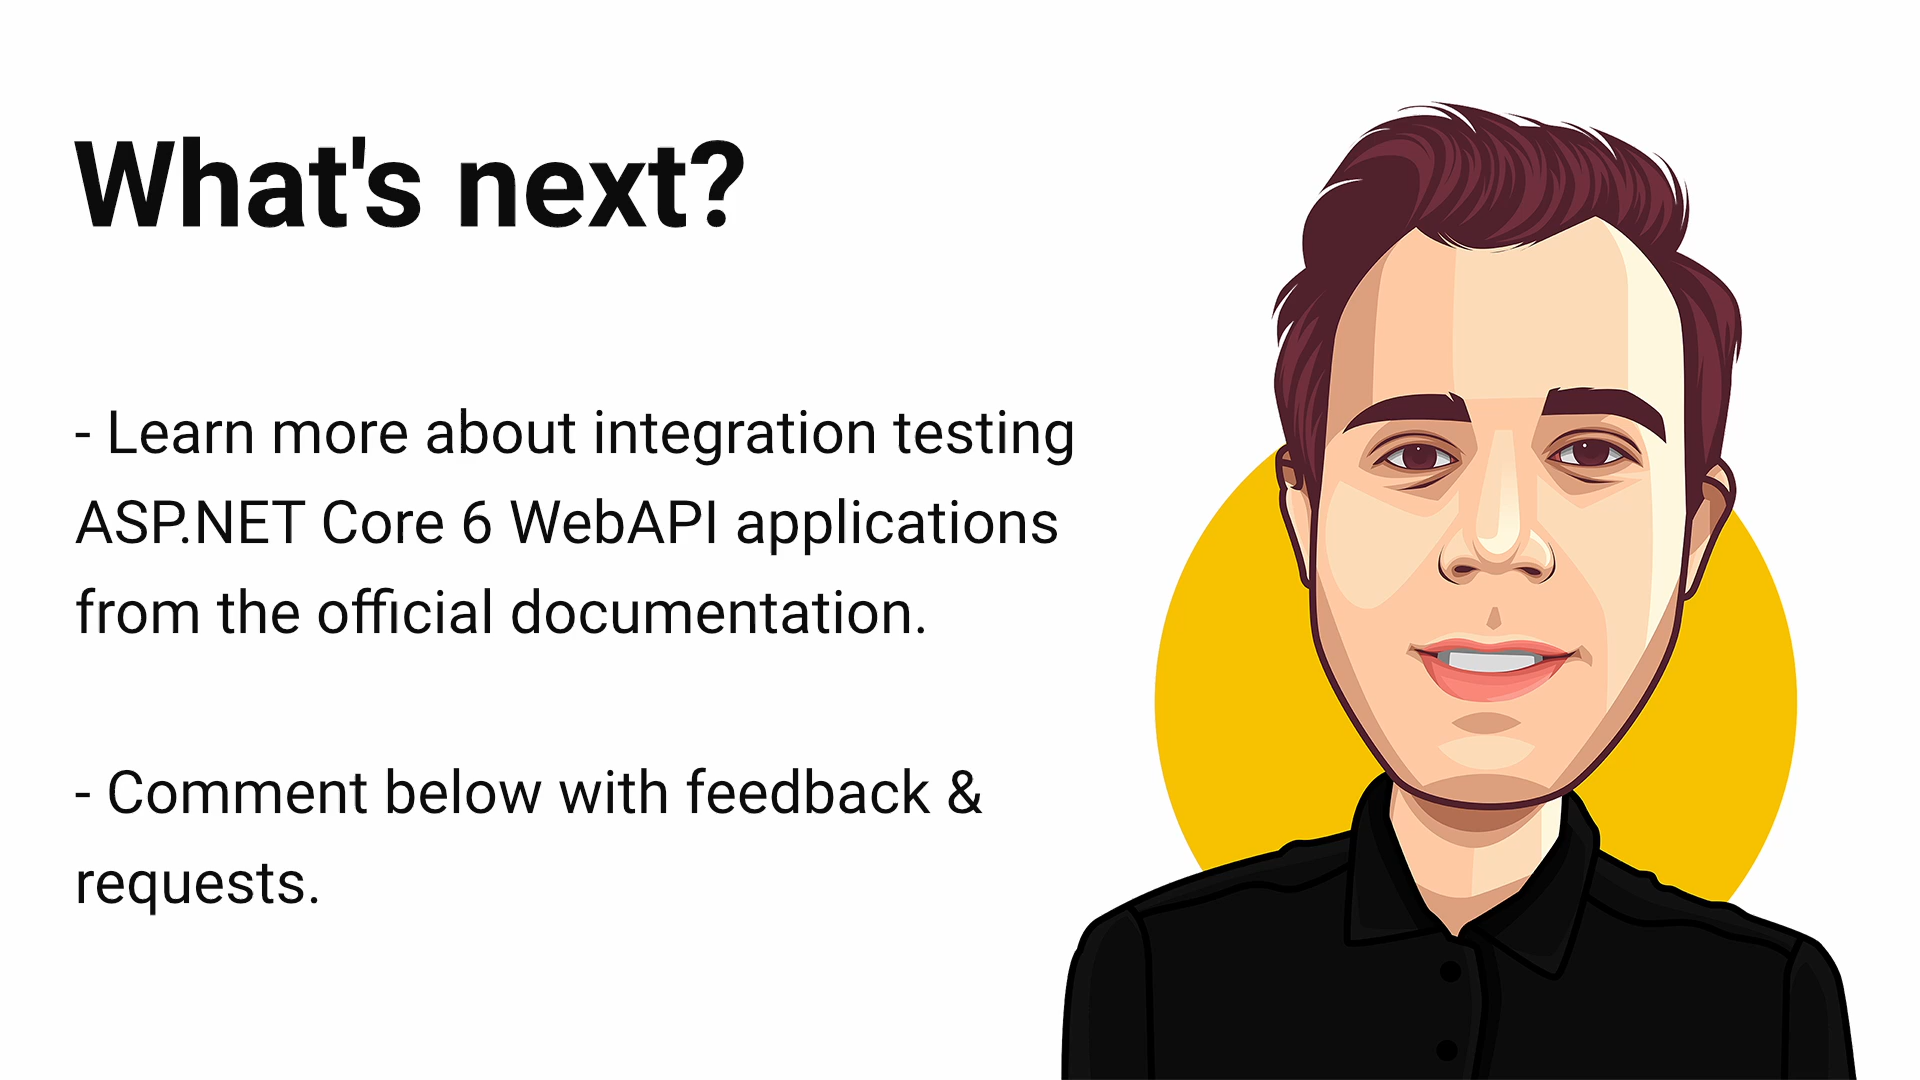 What's next?
- Learn more about integration testing
ASP.NET Core 6 WebAPI applications
from the official documentation.
- Comment below with feedback &
requests.